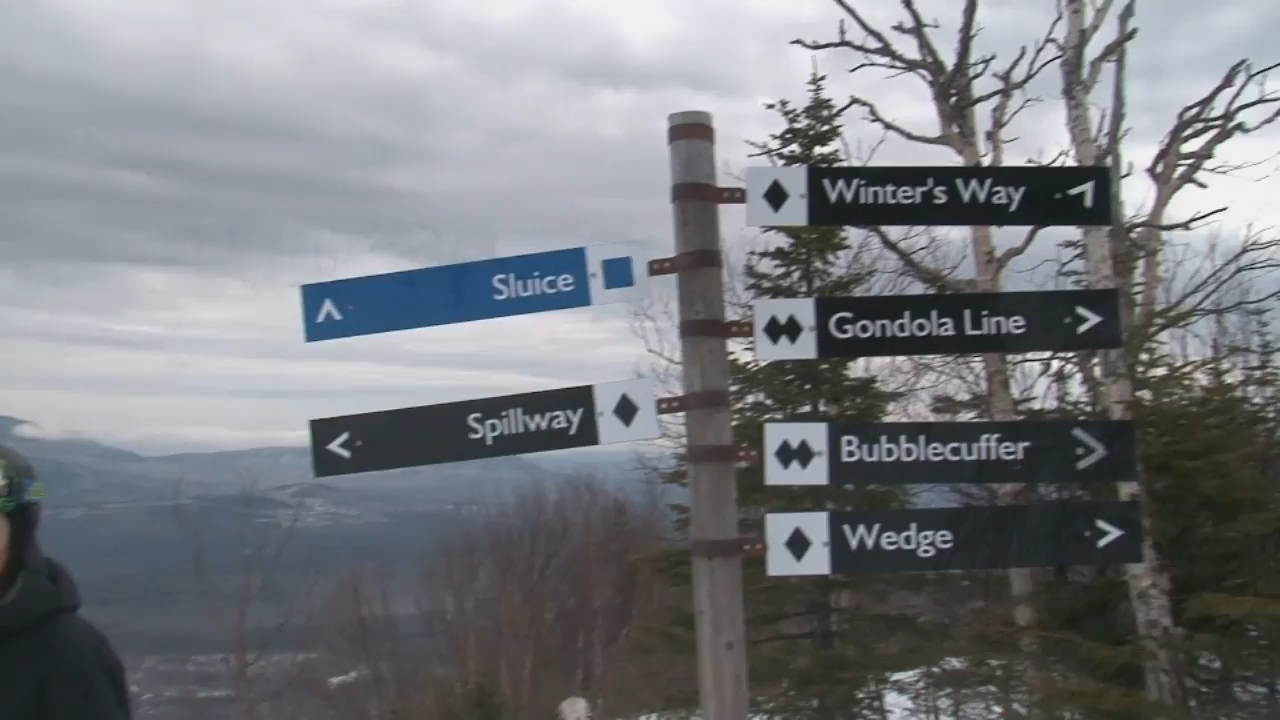 Sluice
Spillway
Winter's Way
Gondola Line
Bubblecuffer
Wedge